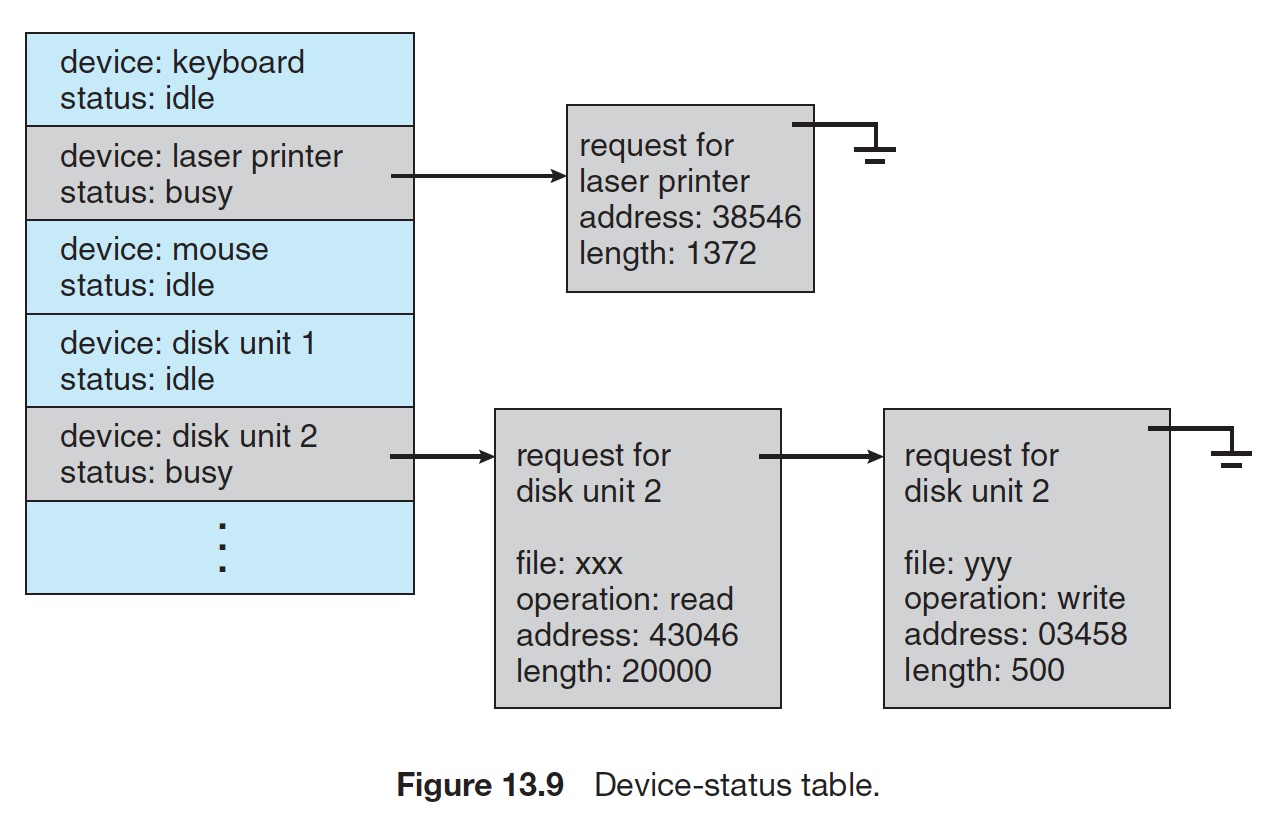 device: keyboard
status: idle
device: laser printer
status: busy
device: mouse
status: idle
device: disk unit 1
status: idle
device: disk unit 2
status: busy
request for
laser printer
address: 38546
length: 1372
request for
disk unit 2
file: xxx
operation: read
address: 43046
length: 20000
request for
disk unit 2
file: yyy
operation: write
address: 03458
length: 500
Figure 13.9 Device-status table.